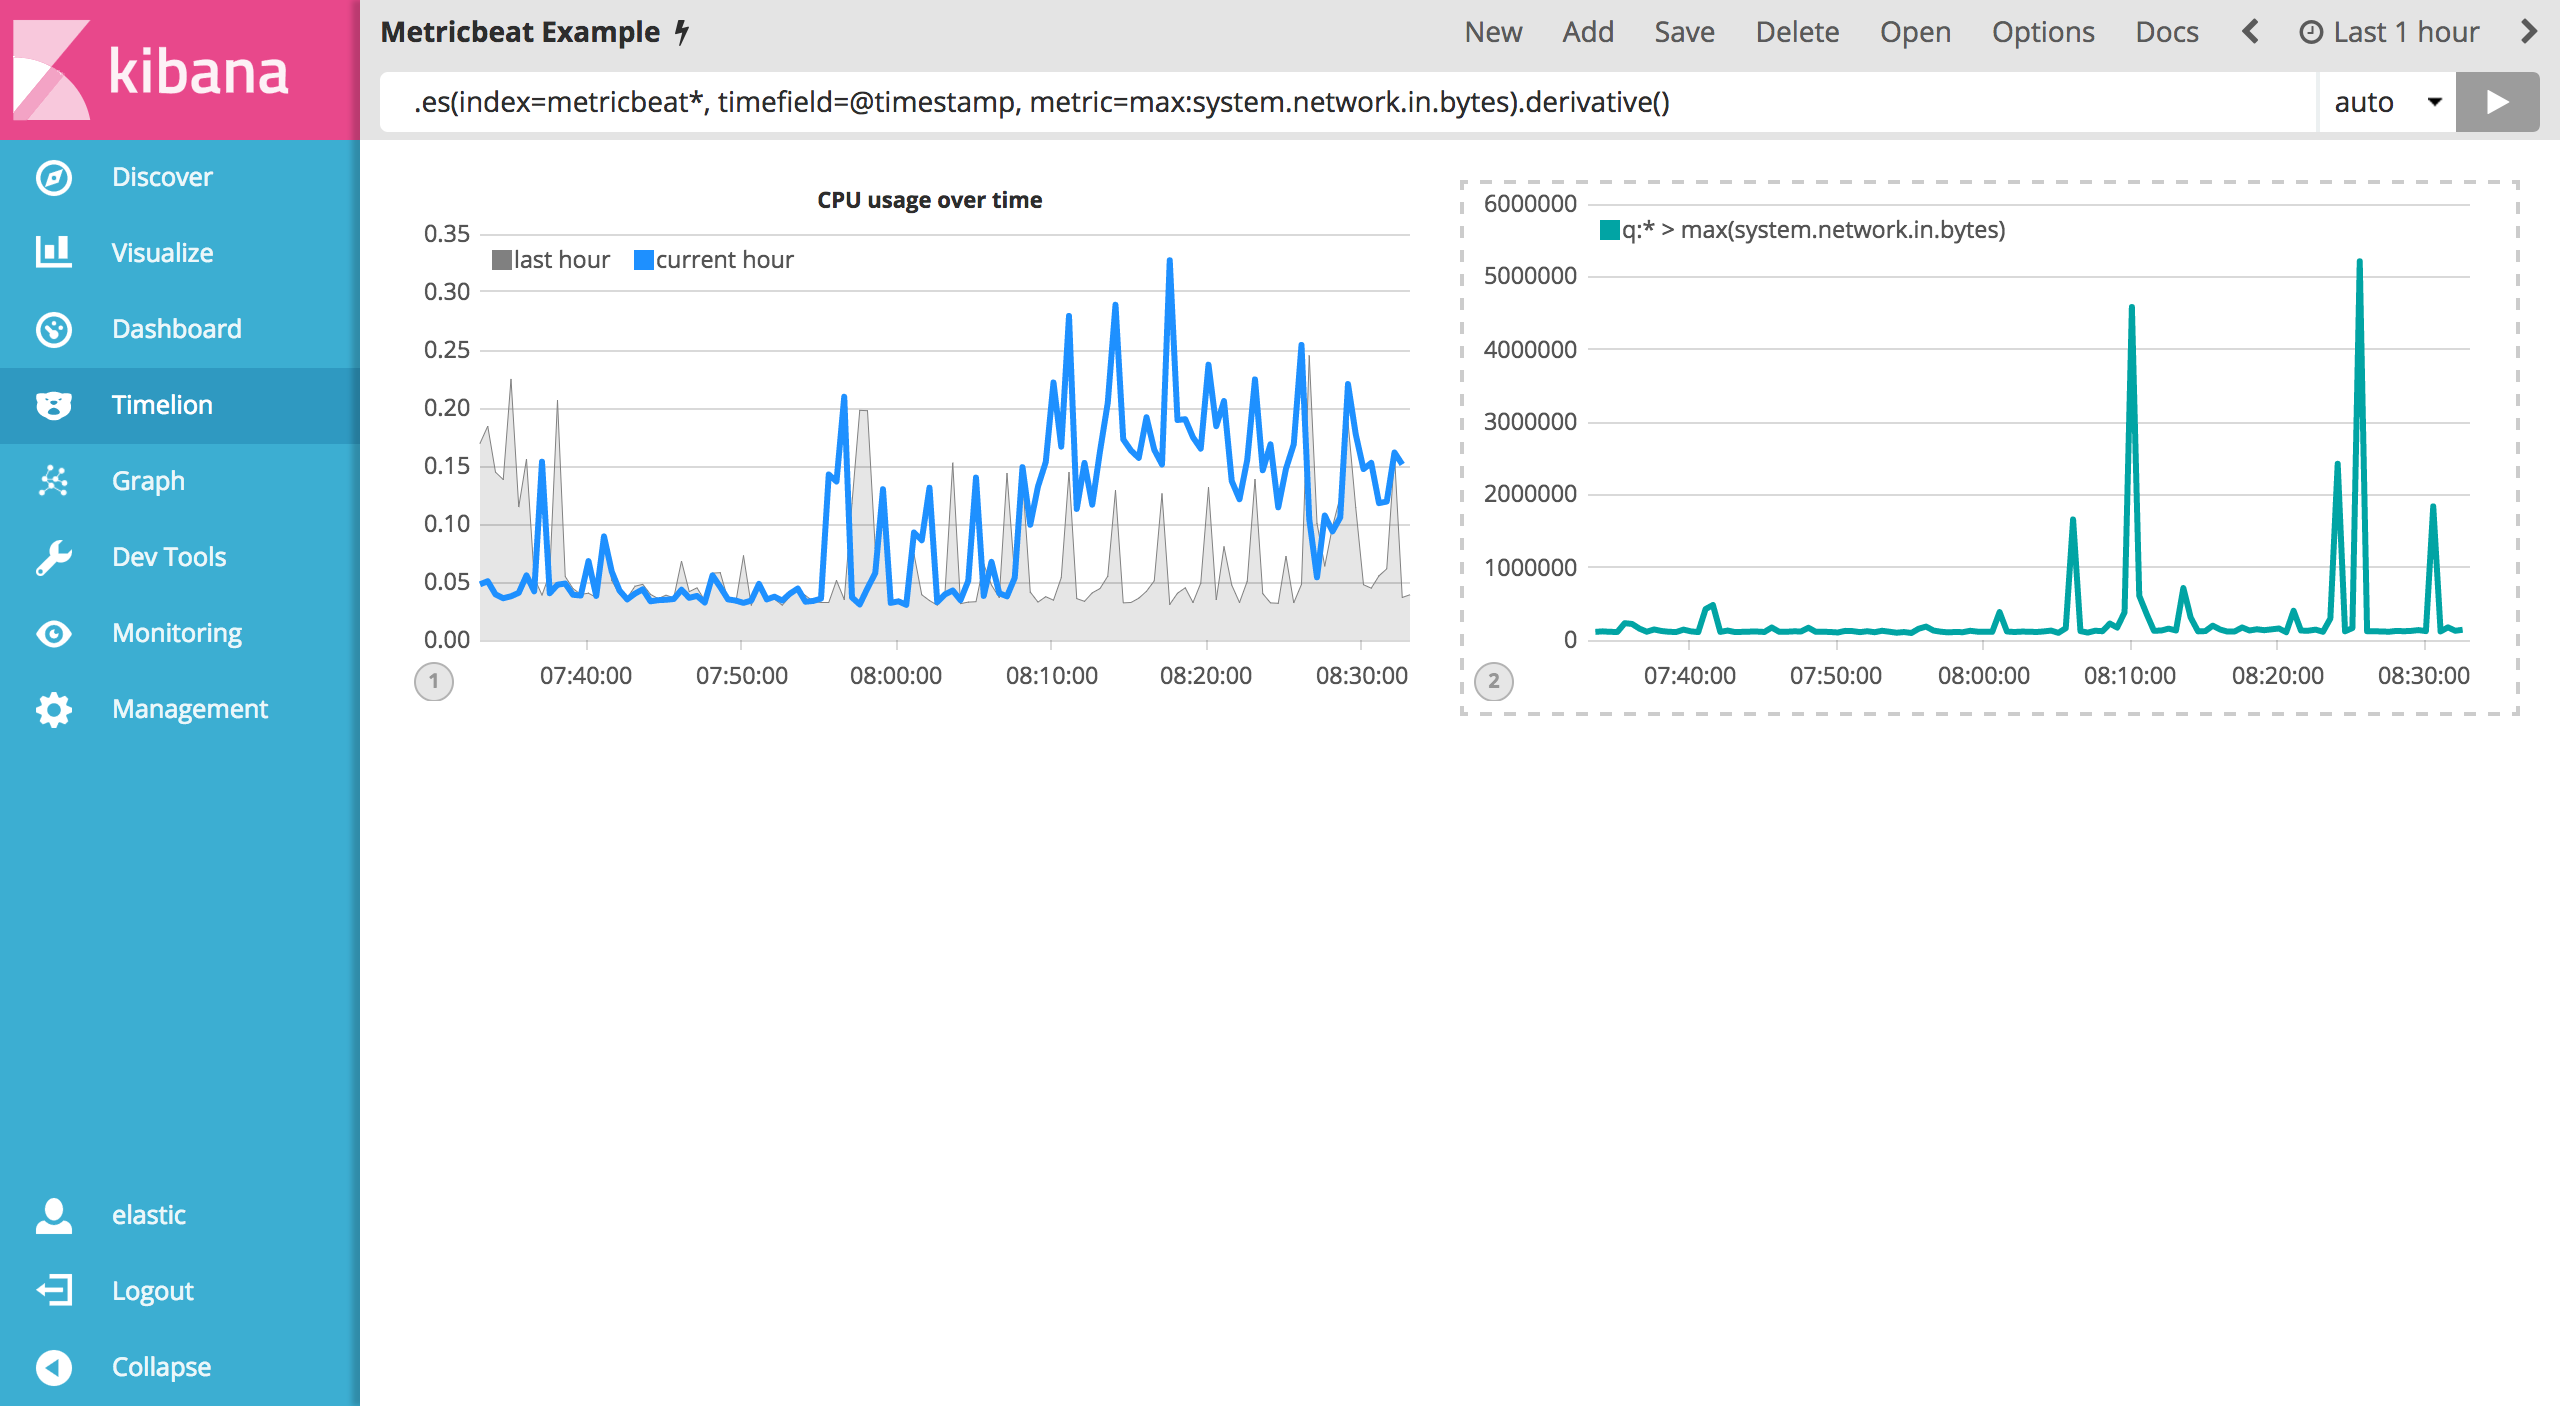 kibana
Discover
Visualize
Dashboard
Timelion
Graph
Dev Tools
Monitoring
Management
elastic
Logout
Collapse
Metricbeat Example
New Add Save Delete Open Options Docs Last 1 hour
.es(index=metricbeat*, timefield=@timestamp, metric=max:system.network.in.bytes).derivative()
auto
CPU usage over time
last hour current hour
0.35
0.30
0.25
0.20
0.15
0.10
0.05
0.00
07:40:00 07:50:00 08:00:00 08:10:00 08:20:00 08:30:00
1
q:* > max(system.network.in.bytes)
6000000
5000000
4000000
3000000
2000000
1000000
0
07:40:00 07:50:00 08:00:00 08:10:00 08:20:00 08:30:00
2